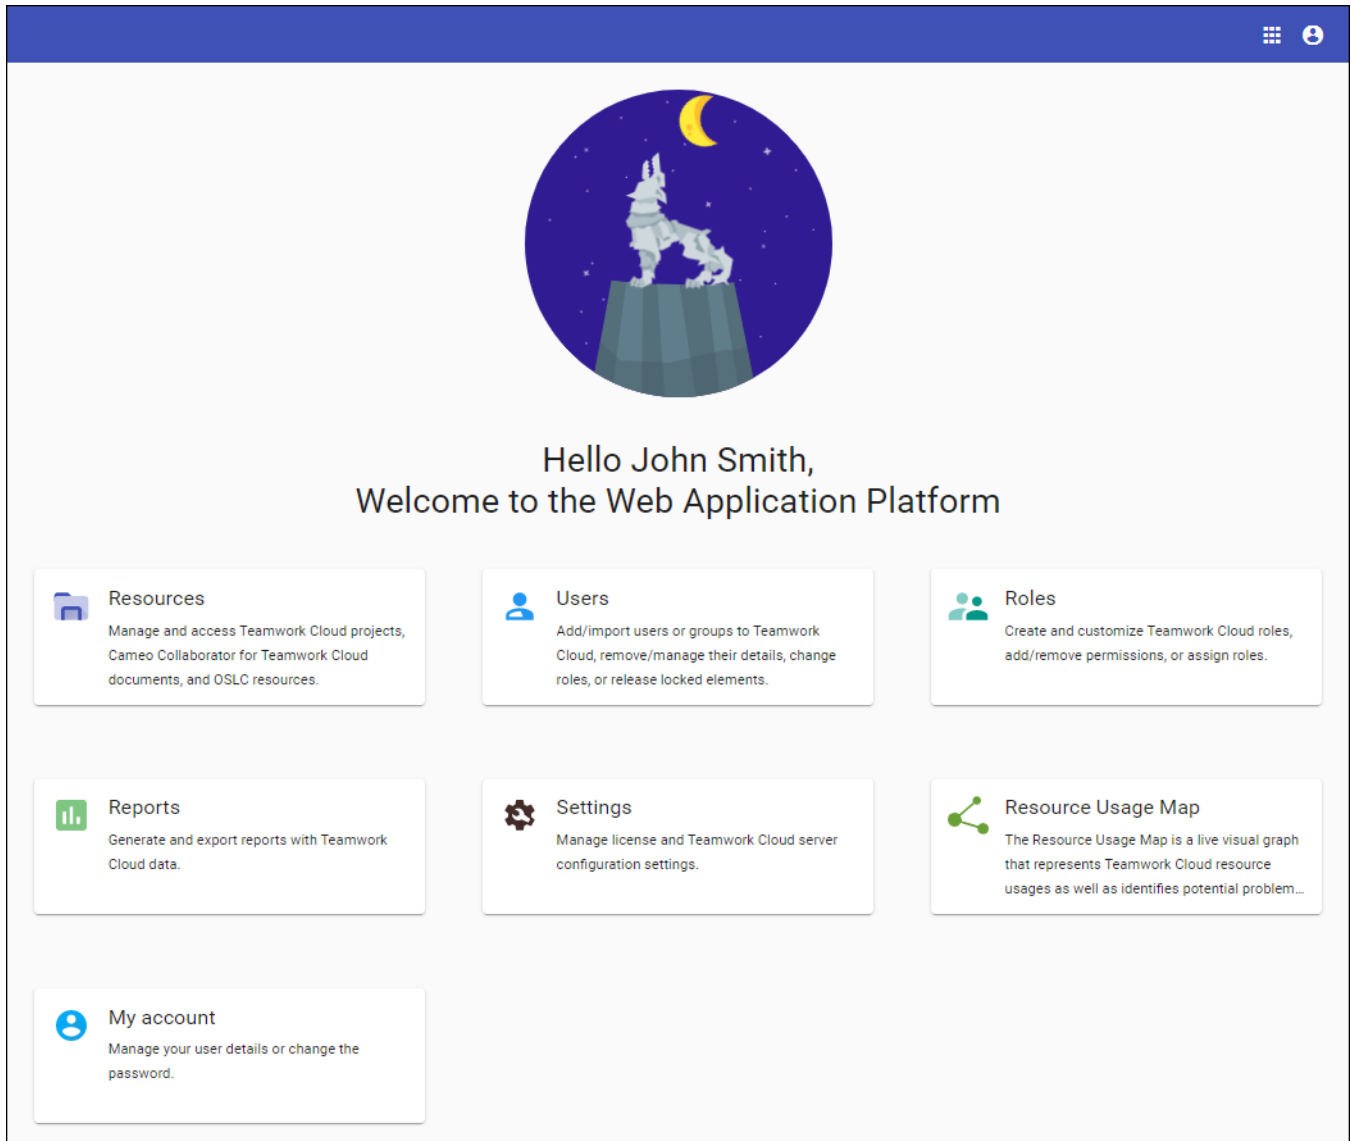 Hello John Smith,
Welcome to the Web Application Platform
Resources
Manage and access Teamwork Cloud projects,
Cameo Collaborator for Teamwork Cloud
documents, and OSLC resources.
Users
Add/import users or groups to Teamwork
Cloud, remove/manage their details, change
roles, or release locked elements.
Roles
Create and customize Teamwork Cloud roles,
add/remove permissions, or assign roles.
Reports
Generate and export reports with Teamwork
Cloud data.
Settings
Manage license and Teamwork Cloud server
configuration settings.
Resource Usage Map
The Resource Usage Map is a live visual graph
that represents Teamwork Cloud resource
usages as well as identifies potential problem...
My account
Manage your user details or change the
password.